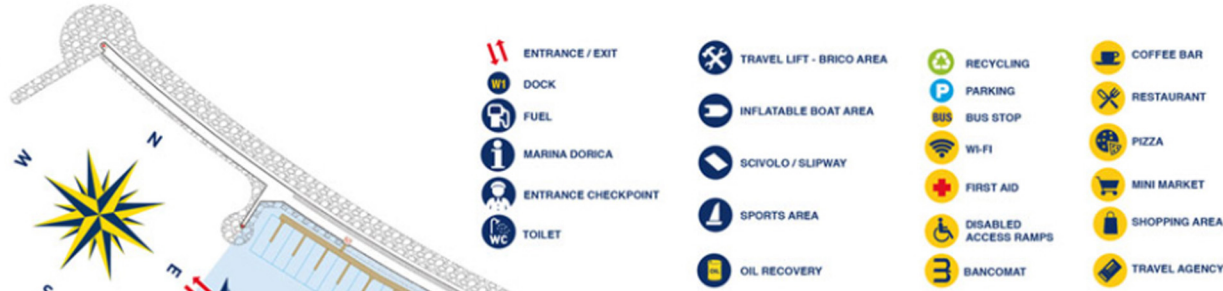 N
W
E
S
ENTRANCE / EXIT
W1
DOCK
FUEL
MARINA DORICA
ENTRANCE CHECKPOINT
WC
TOILET
TRAVEL LIFT - BRICO AREA
INFLATABLE BOAT AREA
SCIVOLO / SLIPWAY
SPORTS AREA
OIL
OIL RECOVERY
RECYCLING
P
PARKING
BUS
BUS STOP
WI-FI
FIRST AID
DISABLED
ACCESS RAMPS
BANCOMAT
COFFEE BAR
RESTAURANT
PIZZA
MINI MARKET
SHOPPING AREA
TRAVEL AGENCY